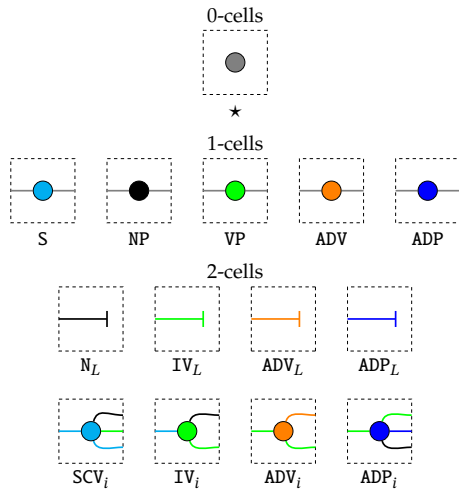 0-cells
⋆
1-cells
S NP VP ADV ADP
2-cells
N_L IV_L ADV_L ADP_L
SCV_i IV_i ADV_i ADP_i